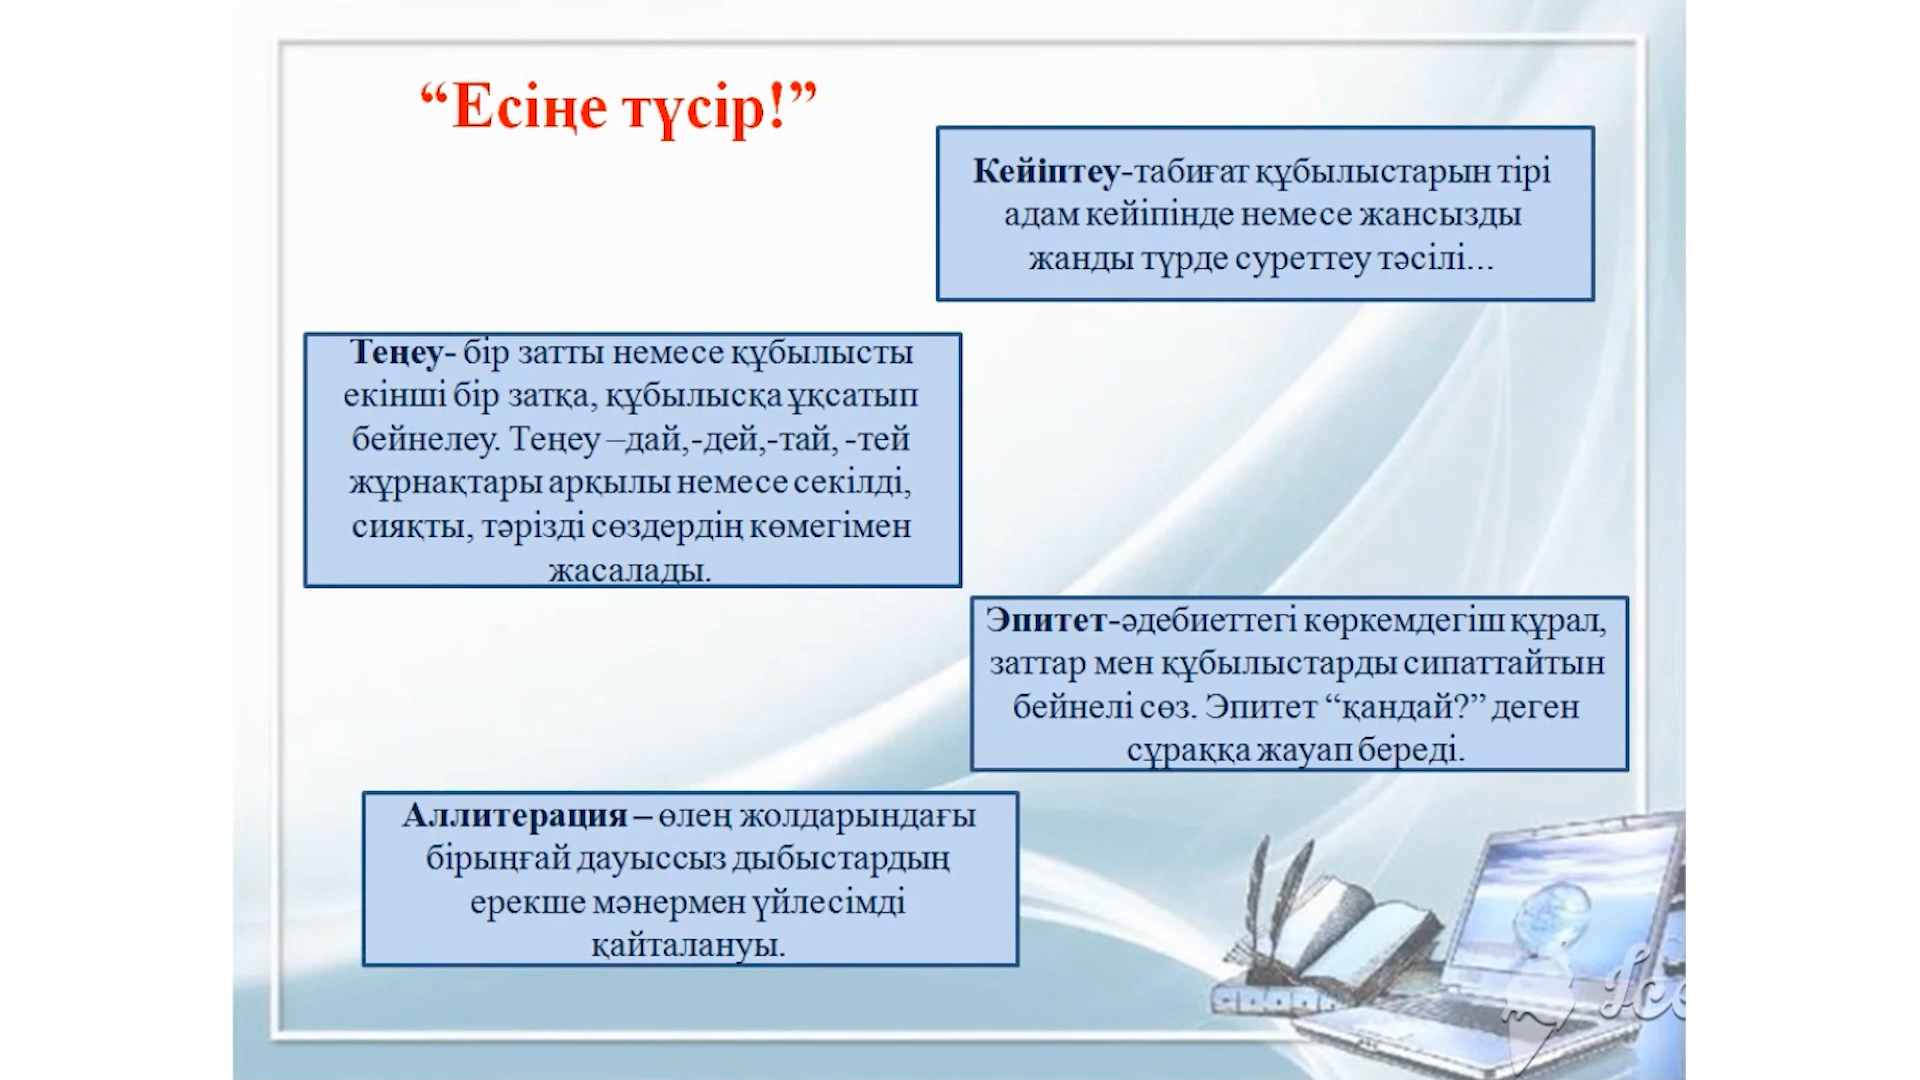 “Есіңе түсір!”
Кейіптеу-табиғат құбылыстарын тірі
адам кейіпінде немесе жансызды
жанды түрде суреттеу тәсілі...
Теңеу- бір затты немесе құбылысты
екінші бір затқа, құбылысқа ұқсатып
бейнелеу. Теңеу –дай,-дей,-тай, -тей
жұрнақтары арқылы немесе секілді,
сияқты, тәрізді сөздердің көмегімен
жасалады.
Эпитет-әдебиеттегі көркемдегіш құрал,
заттар мен құбылыстарды сипаттайтын
бейнелі сөз. Эпитет “қандай?” деген
сұраққа жауап береді.
Аллитерация – өлең жолдарындағы
бірыңғай дауыссыз дыбыстардың
ерекше мәнермен үйлесімді
қайталануы.